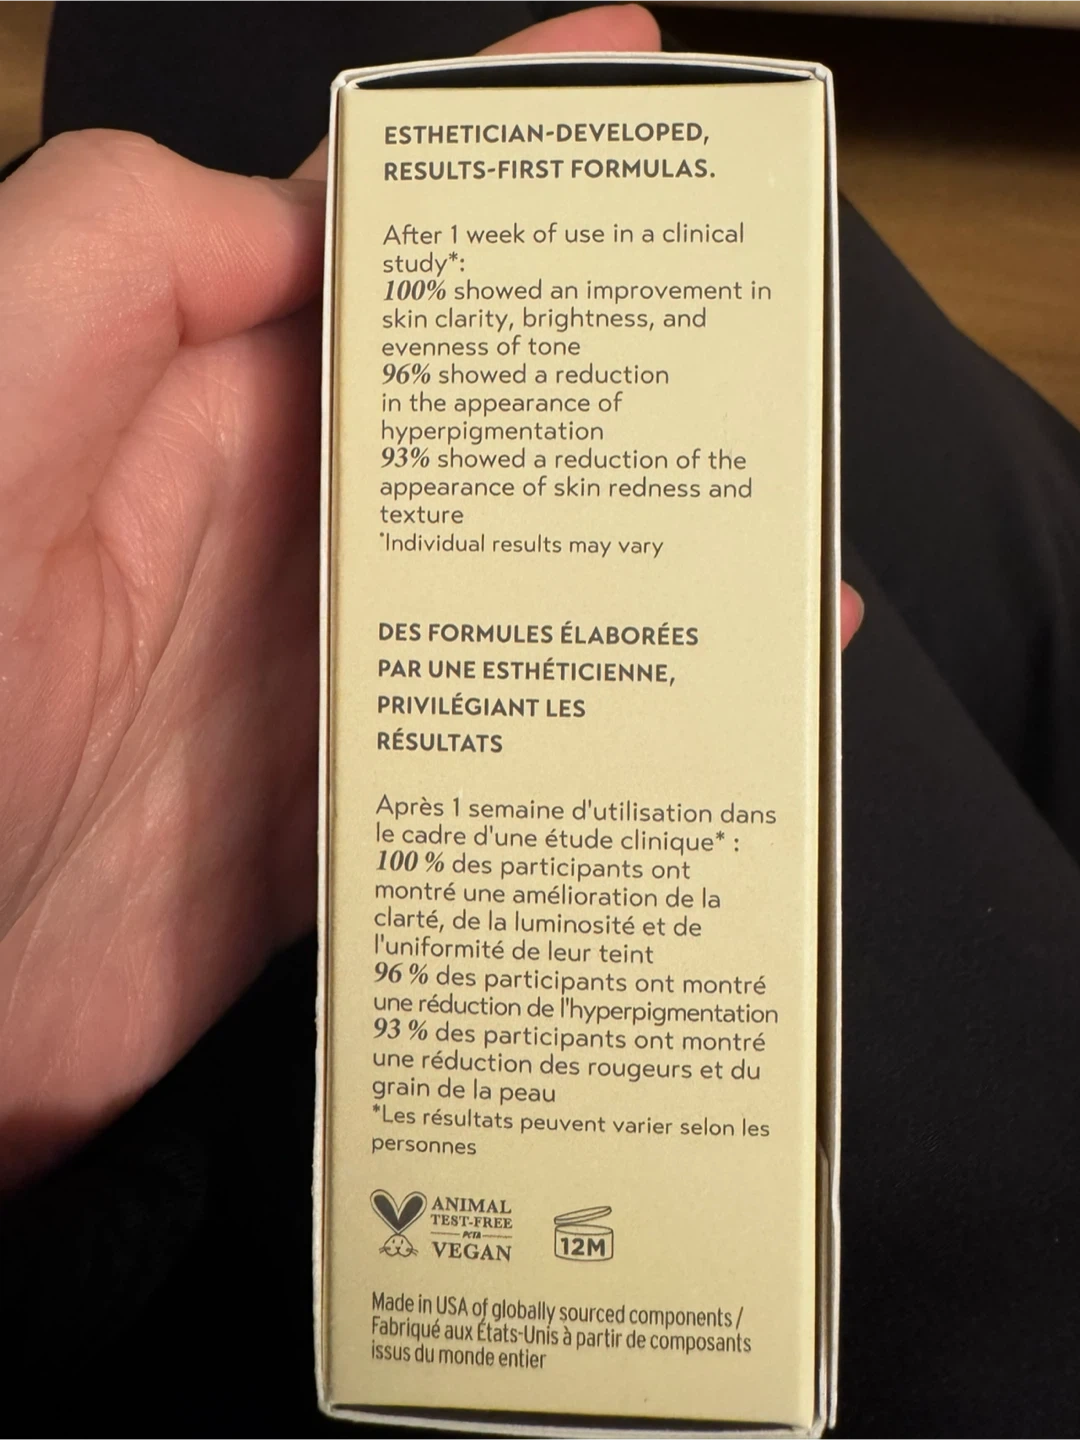 ESTHETICIAN-DEVELOPED,
RESULTS-FIRST FORMULAS.
After 1 week of use in a clinical
study*:
100% showed an improvement in
skin clarity, brightness, and
evenness of tone
96% showed a reduction
in the appearance of
hyperpigmentation
93% showed a reduction of the
appearance of skin redness and
texture
*Individual results may vary
DES FORMULES ÉLABORÉES
PAR UNE ESTHÉTICIENNE,
PRIVILÉGIANT LES
RÉSULTATS
Après 1 semaine d'utilisation dans
le cadre d'une étude clinique* :
100 % des participants ont
montré une amélioration de la
clarté, de la luminosité et de
l'uniformité de leur teint
96 % des participants ont montré
une réduction de l'hyperpigmentation
93 % des participants ont montré
une réduction des rougeurs et du
grain de la peau
*Les résultats peuvent varier selon les
personnes
ANIMAL
TEST-FREE
PETA
VEGAN
12M
Made in USA of globally sourced components /
Fabriqué aux États-Unis à partir de composants
issus du monde entier